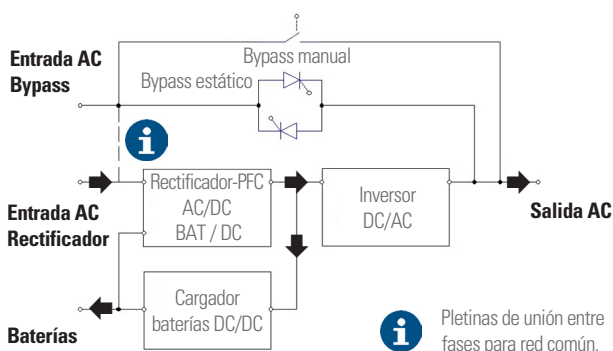 Entrada AC
Bypass
Bypass manual
Bypass estático
i
Rectificador-PFC
AC/DC
BAT / DC
Inversor
DC/AC
Entrada AC
Rectificador
Salida AC
Cargador
baterías DC/DC
Baterías
i
Pletinas de unión entre
fases para red común.